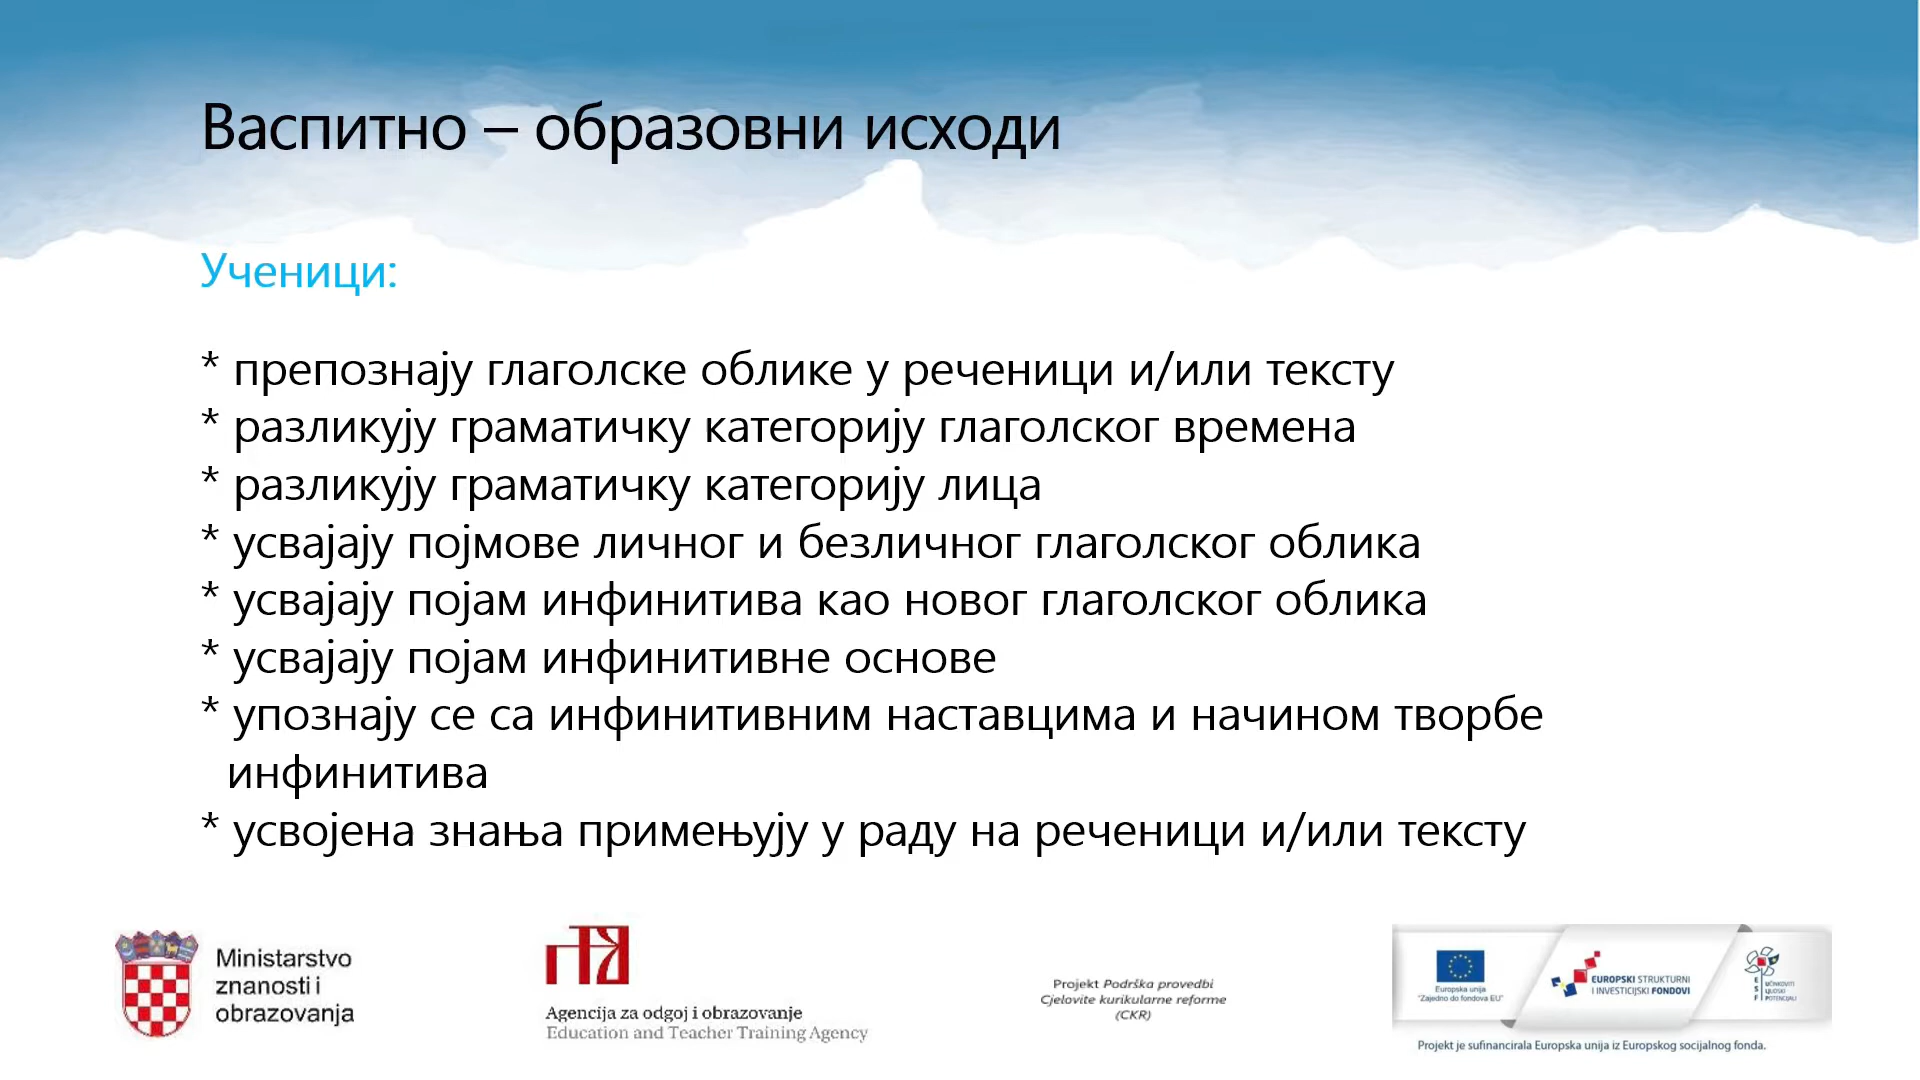 Васпитно – образовни исходи
Ученици:
* препознају глаголске облике у реченици и/или тексту
* разликују граматичку категорију глаголског времена
* разликују граматичку категорију лица
* усвајају појмове личног и безличног глаголског облика
* усвајају појам инфинитива као новог глаголског облика
* усвајају појам инфинитивне основе
* упознају се са инфинитивним наставцима и начином творбе
инфинитива
* усвојена знања примењују у раду на реченици и/или тексту
Ministarstvo
znanosti i
obrazovanja
Agencija za odgoj i obrazovanje
Education and Teacher Training Agency
Projekt Podrška provedbi
Cjelovite kurikularne reforme
(CKR)
Europska unija
"Zajedno do fondova EU"
EUROPSKI STRUKTURNI
I INVESTICIJSKI FONDOVI
ESF
UČINKOVITI
LJUDSKI
POTENCIJALI
Projekt je sufinancirala Europska unija iz Europskog socijalnog fonda.